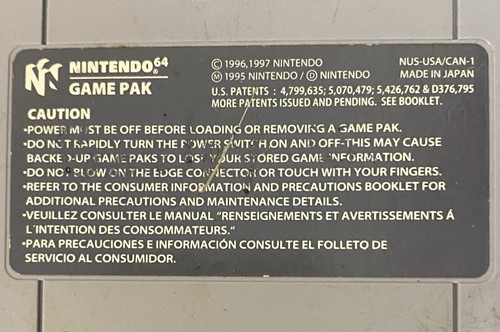 NINTENDO64
GAME PAK
© 1996,1997 NINTENDO
Ⓜ 1995 NINTENDO / Ⓓ NINTENDO
NUS-USA/CAN-1
MADE IN JAPAN
U.S. PATENTS : 4,799,635; 5,070,479; 5,426,762 & D376,795
MORE PATENTS ISSUED AND PENDING. SEE BOOKLET.
CAUTION
•POWER MUST BE OFF BEFORE LOADING OR REMOVING A GAME PAK.
•DO NOT RAPIDLY TURN THE POWER SWITCH ON AND OFF-THIS MAY CAUSE
BACKED-UP GAME PAKS TO LOSE YOUR STORED GAME INFORMATION.
•DO NOT BLOW ON THE EDGE CONNECTOR OR TOUCH WITH YOUR FINGERS.
•REFER TO THE CONSUMER INFORMATION AND PRECAUTIONS BOOKLET FOR
ADDITIONAL PRECAUTIONS AND MAINTENANCE DETAILS.
•VEUILLEZ CONSULTER LE MANUAL "RENSEIGNEMENTS ET AVERTISSEMENTS Á
L'INTENTION DES CONSOMMATEURS."
•PARA PRECAUCIONES E INFORMACIÓN CONSULTE EL FOLLETO DE
SERVICIO AL CONSUMIDOR.